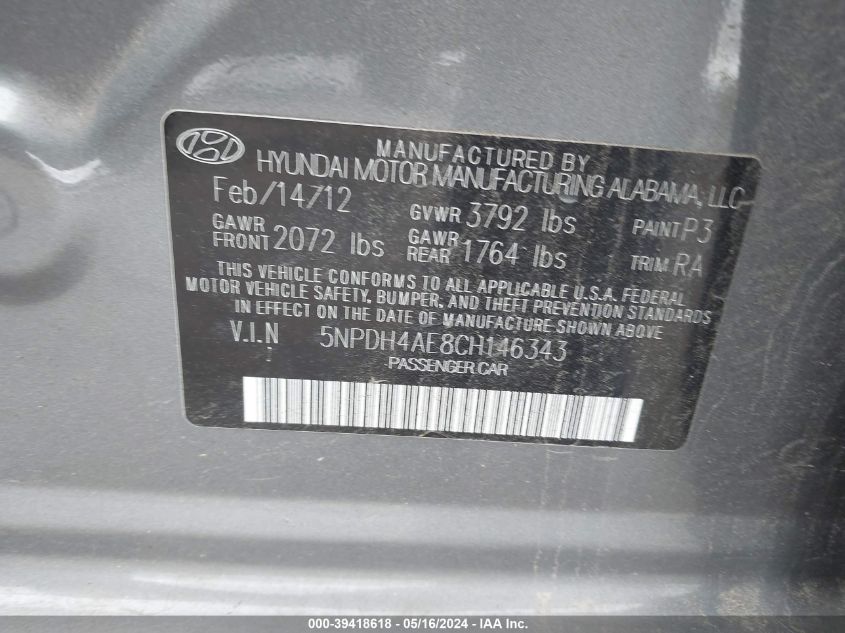 MANUFACTURED BY
HYUNDAI MOTOR MANUFACTURING ALABAMA, LLC
Feb/14/12 GVWR 3792 lbs PAINT P3
GAWR FRONT 2072 lbs GAWR REAR 1764 lbs TRIM RA
THIS VEHICLE CONFORMS TO ALL APPLICABLE U.S.A. FEDERAL
MOTOR VEHICLE SAFETY, BUMPER, AND THEFT PREVENTION STANDARDS
IN EFFECT ON THE DATE OF MANUFACTURE SHOWN ABOVE
V.I.N 5NPDH4AE8CH146343
PASSENGER CAR
000-39418618 - 05/16/2024 - IAA Inc.